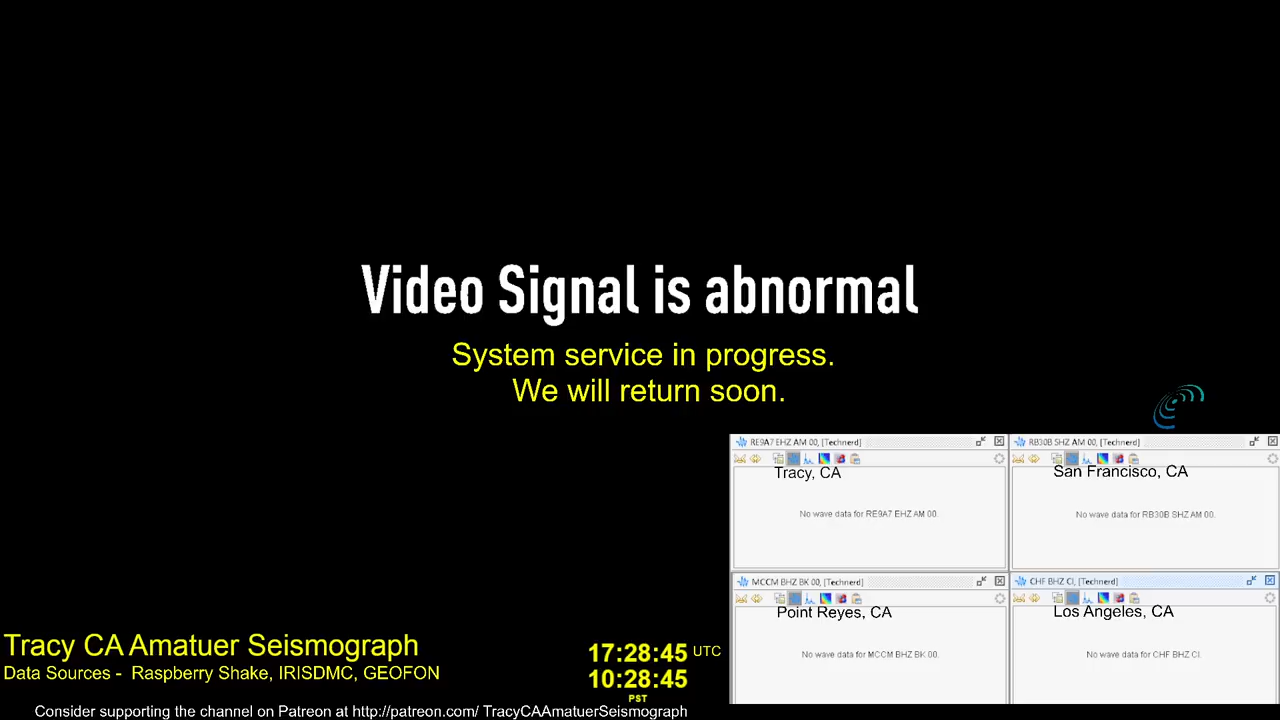 Video Signal is abnormal
System service in progress.
We will return soon.
RE9A7 EHZ AM 00, [Technerd]
Tracy, CA
No wave data for RE9A7 EHZ AM 00.
RB30B SHZ AM 00, [Technerd]
San Francisco, CA
No wave data for RB30B SHZ AM 00.
MCCM BHZ BK 00, [Technerd]
Point Reyes, CA
No wave data for MCCM BHZ BK 00.
CHF BHZ CI, [Technerd]
Los Angeles, CA
No wave data for CHF BHZ CI.
Tracy CA Amatuer Seismograph
Data Sources - Raspberry Shake, IRISDMC, GEOFON
17:28:45 UTC
10:28:45
PST
Consider supporting the channel on Patreon at http://patreon.com/ TracyCAAmatuerSeismograph